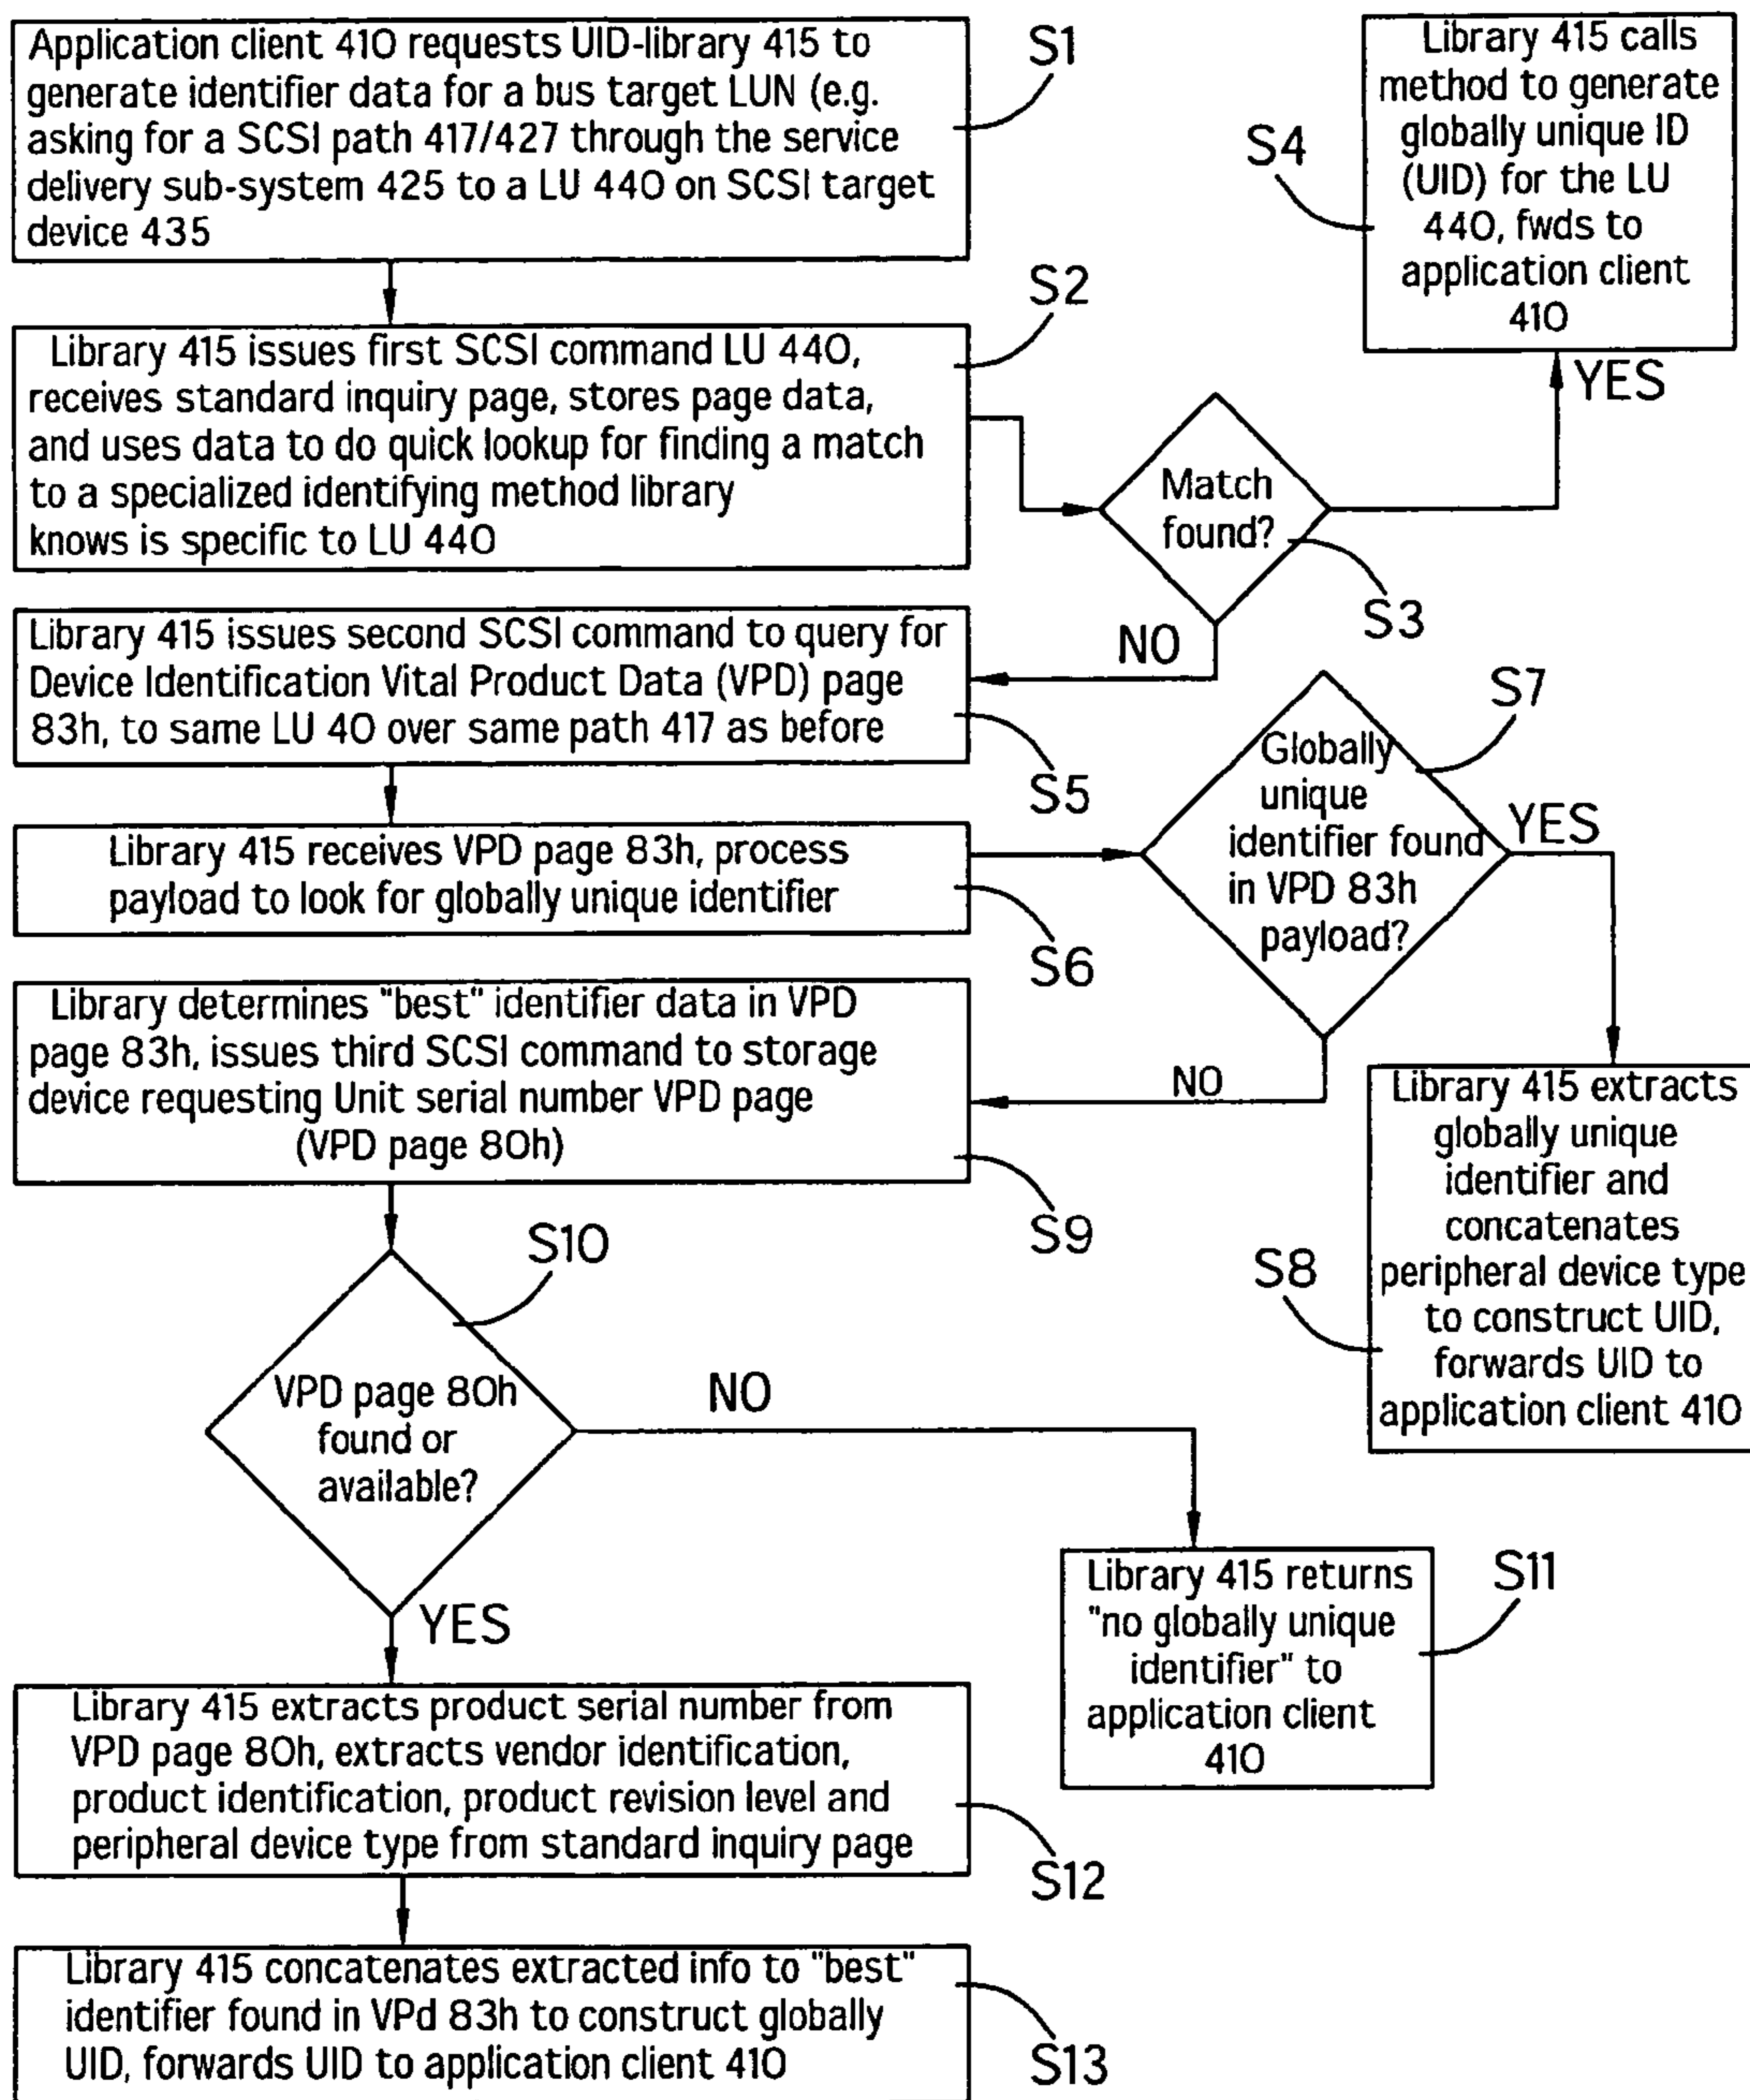 Application client 410 requests UID-library 415 to
generate identifier data for a bus target LUN (e.g.
asking for a SCSI path 417/427 through the service
delivery sub-system 425 to a LU 440 on SCSI target
device 435
S1
Library 415 calls
method to generate
globally unique ID
(UID) for the LU
440, fwds to
application client
410
S4
S2
Library 415 issues first SCSI command LU 440,
receives standard inquiry page, stores page data,
and uses data to do quick lookup for finding a match
to a specialized identifying method library
knows is specific to LU 440
YES
Match
found?
S3
NO
Library 415 issues second SCSI command to query for
Device Identification Vital Product Data (VPD) page
83h, to same LU 40 over same path 417 as before
S5
S7
Globally
unique
identifier found
in VPD 83h
payload?
YES
Library 415 receives VPD page 83h, process
payload to look for globally unique identifier
S6
NO
Library determines "best" identifier data in VPD
page 83h, issues third SCSI command to storage
device requesting Unit serial number VPD page
(VPD page 80h)
S9
Library 415 extracts
globally unique
identifier and
concatenates
peripheral device type
to construct UID,
forwards UID to
application client 410
S8
S10
VPD page 80h
found or
available?
NO
YES
Library 415 returns
"no globally unique
identifier" to
application client
410
S11
Library 415 extracts product serial number from
VPD page 80h, extracts vendor identification,
product identification, product revision level and
peripheral device type from standard inquiry page
S12
Library 415 concatenates extracted info to "best"
identifier found in VPd 83h to construct globally
UID, forwards UID to application client 410
S13